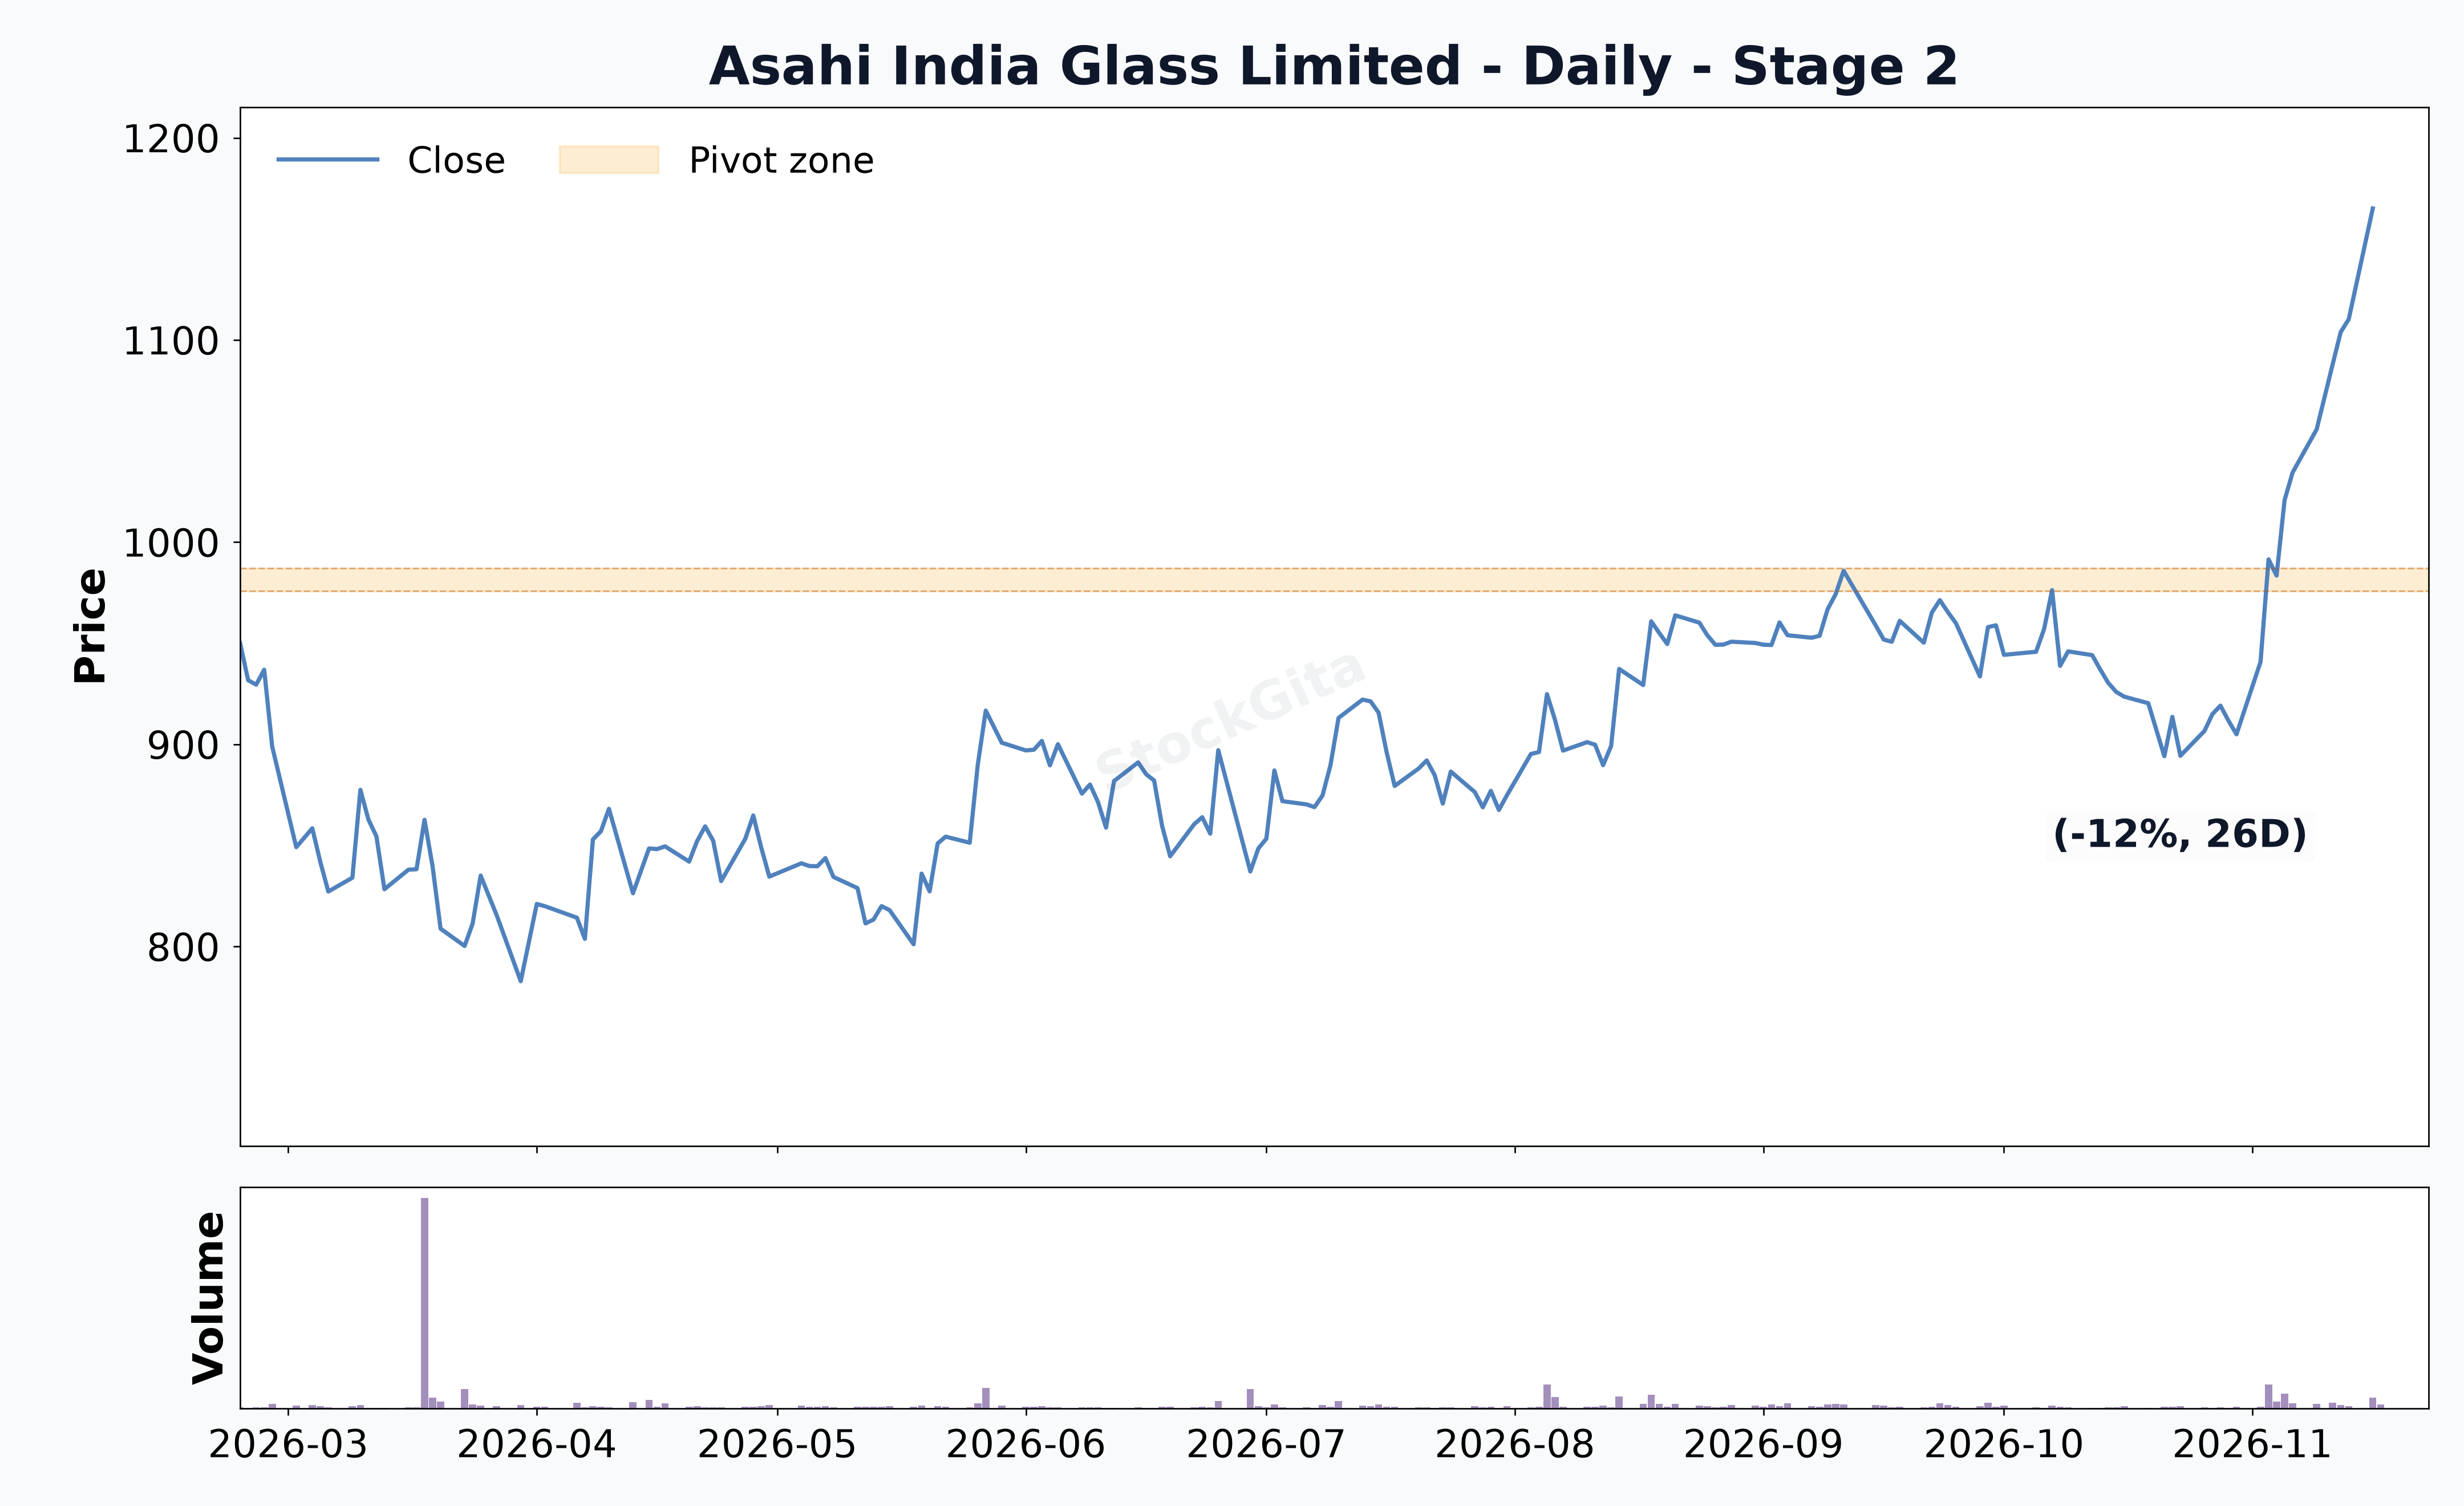 Asahi India Glass Limited - Daily - Stage 2
Close
Pivot zone
1200
1100
1000
900
800
Price
StockGita
(-12%, 26D)
Volume
2026-03
2026-04
2026-05
2026-06
2026-07
2026-08
2026-09
2026-10
2026-11